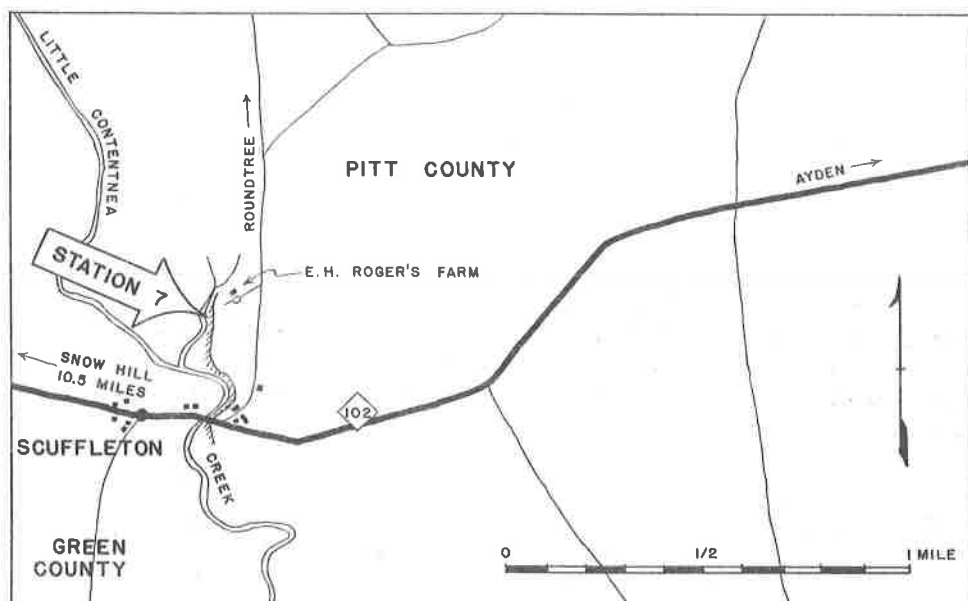 LITTLE
CONTENTNEA
ROUNDTREE
PITT COUNTY
AYDEN
STATION 7
E.H. ROGER'S FARM
SNOW HILL
10.5 MILES
102
SCUFFLETON
CREEK
GREEN
COUNTY
0 1/2 1 MILE